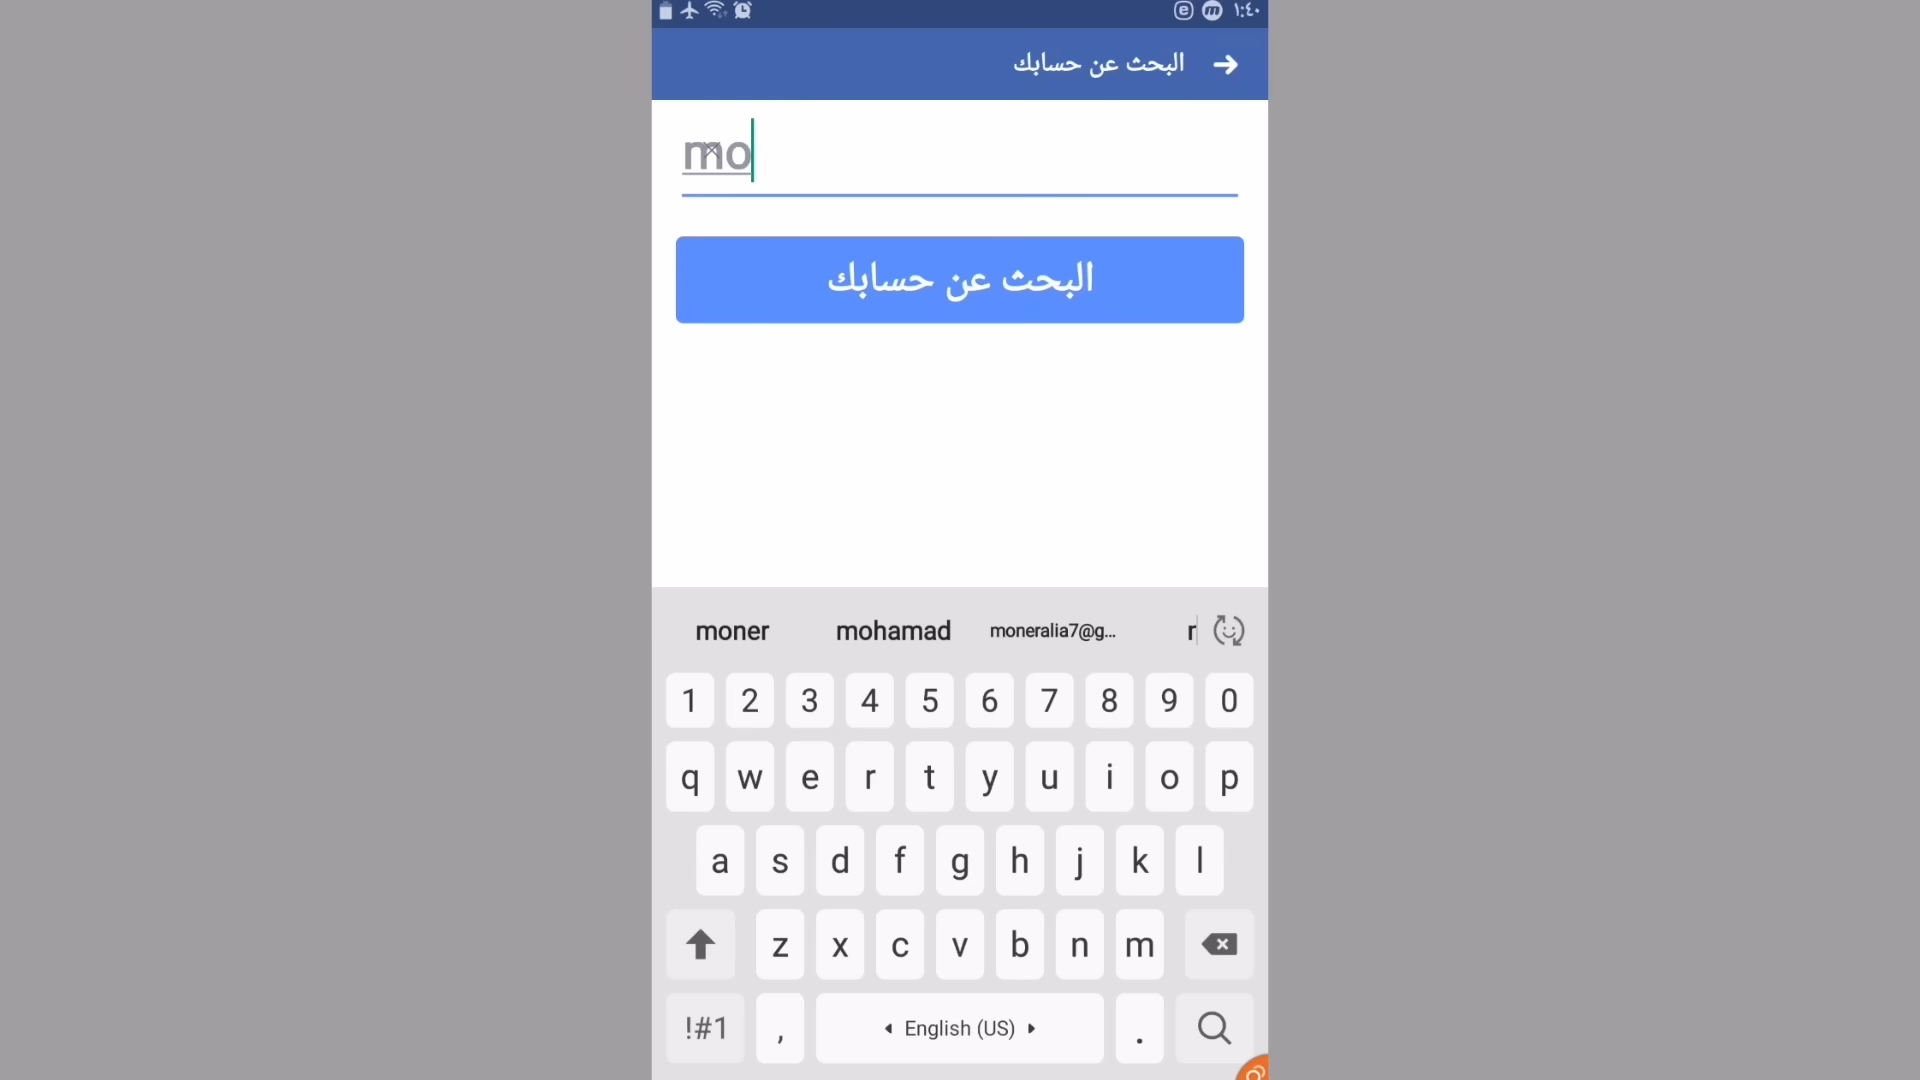 ١:٤٠
البحث عن حسابك
mo
البحث عن حسابك
moner mohamad moneralia7@g... r
1 2 3 4 5 6 7 8 9 0
q w e r t y u i o p
a s d f g h j k l
z x c v b n m
!#1 , English (US) .